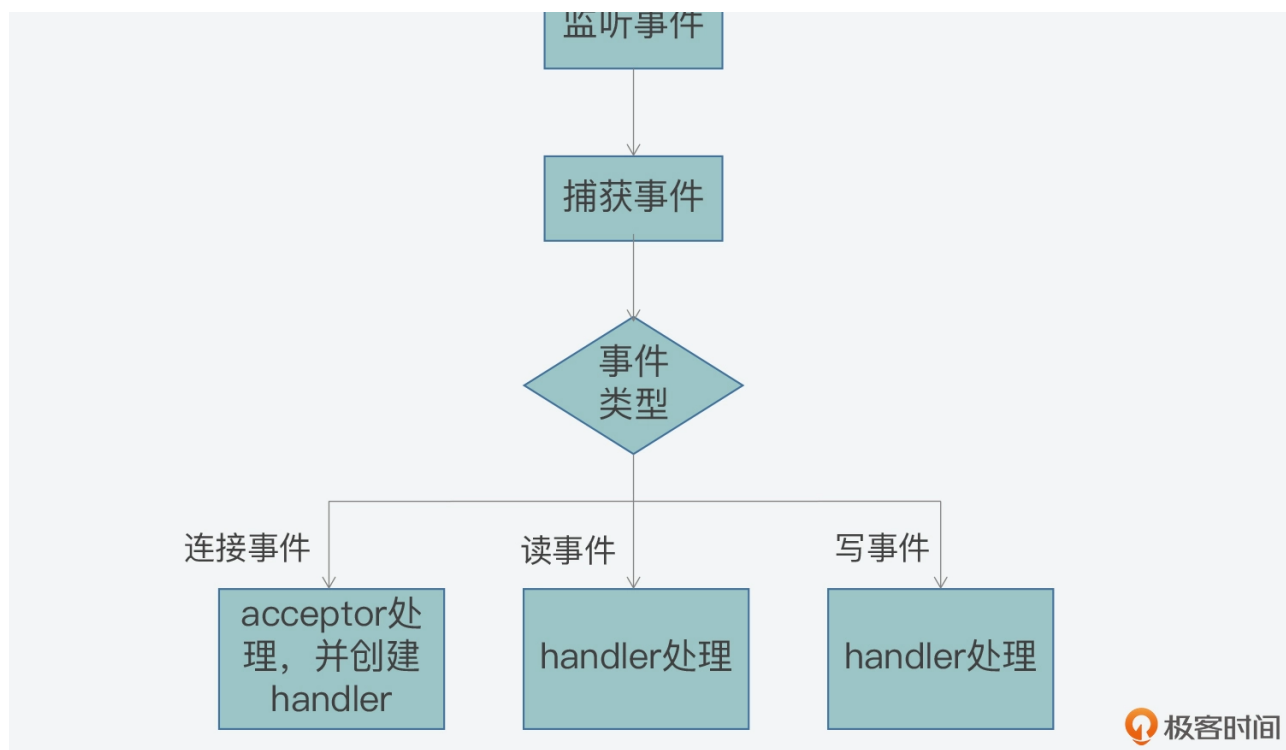 监听事件
捕获事件
事件
类型
连接事件
读事件
写事件
acceptor处
理，并创建
handler
handler处理
handler处理
极客时间